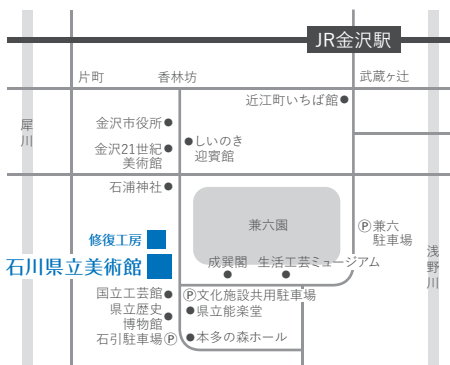 JR金沢駅
片町
香林坊
武蔵ヶ辻
近江町いちば館
犀川
金沢市役所
しいのき
迎賓館
金沢21世紀
美術館
石浦神社
兼六園
Ⓟ兼六
駐車場
修復工房
浅野川
石川県立美術館
成巽閣
生活工芸ミュージアム
国立工芸館
Ⓟ文化施設共用駐車場
県立歴史
博物館
県立能楽堂
石引駐車場Ⓟ
本多の森ホール